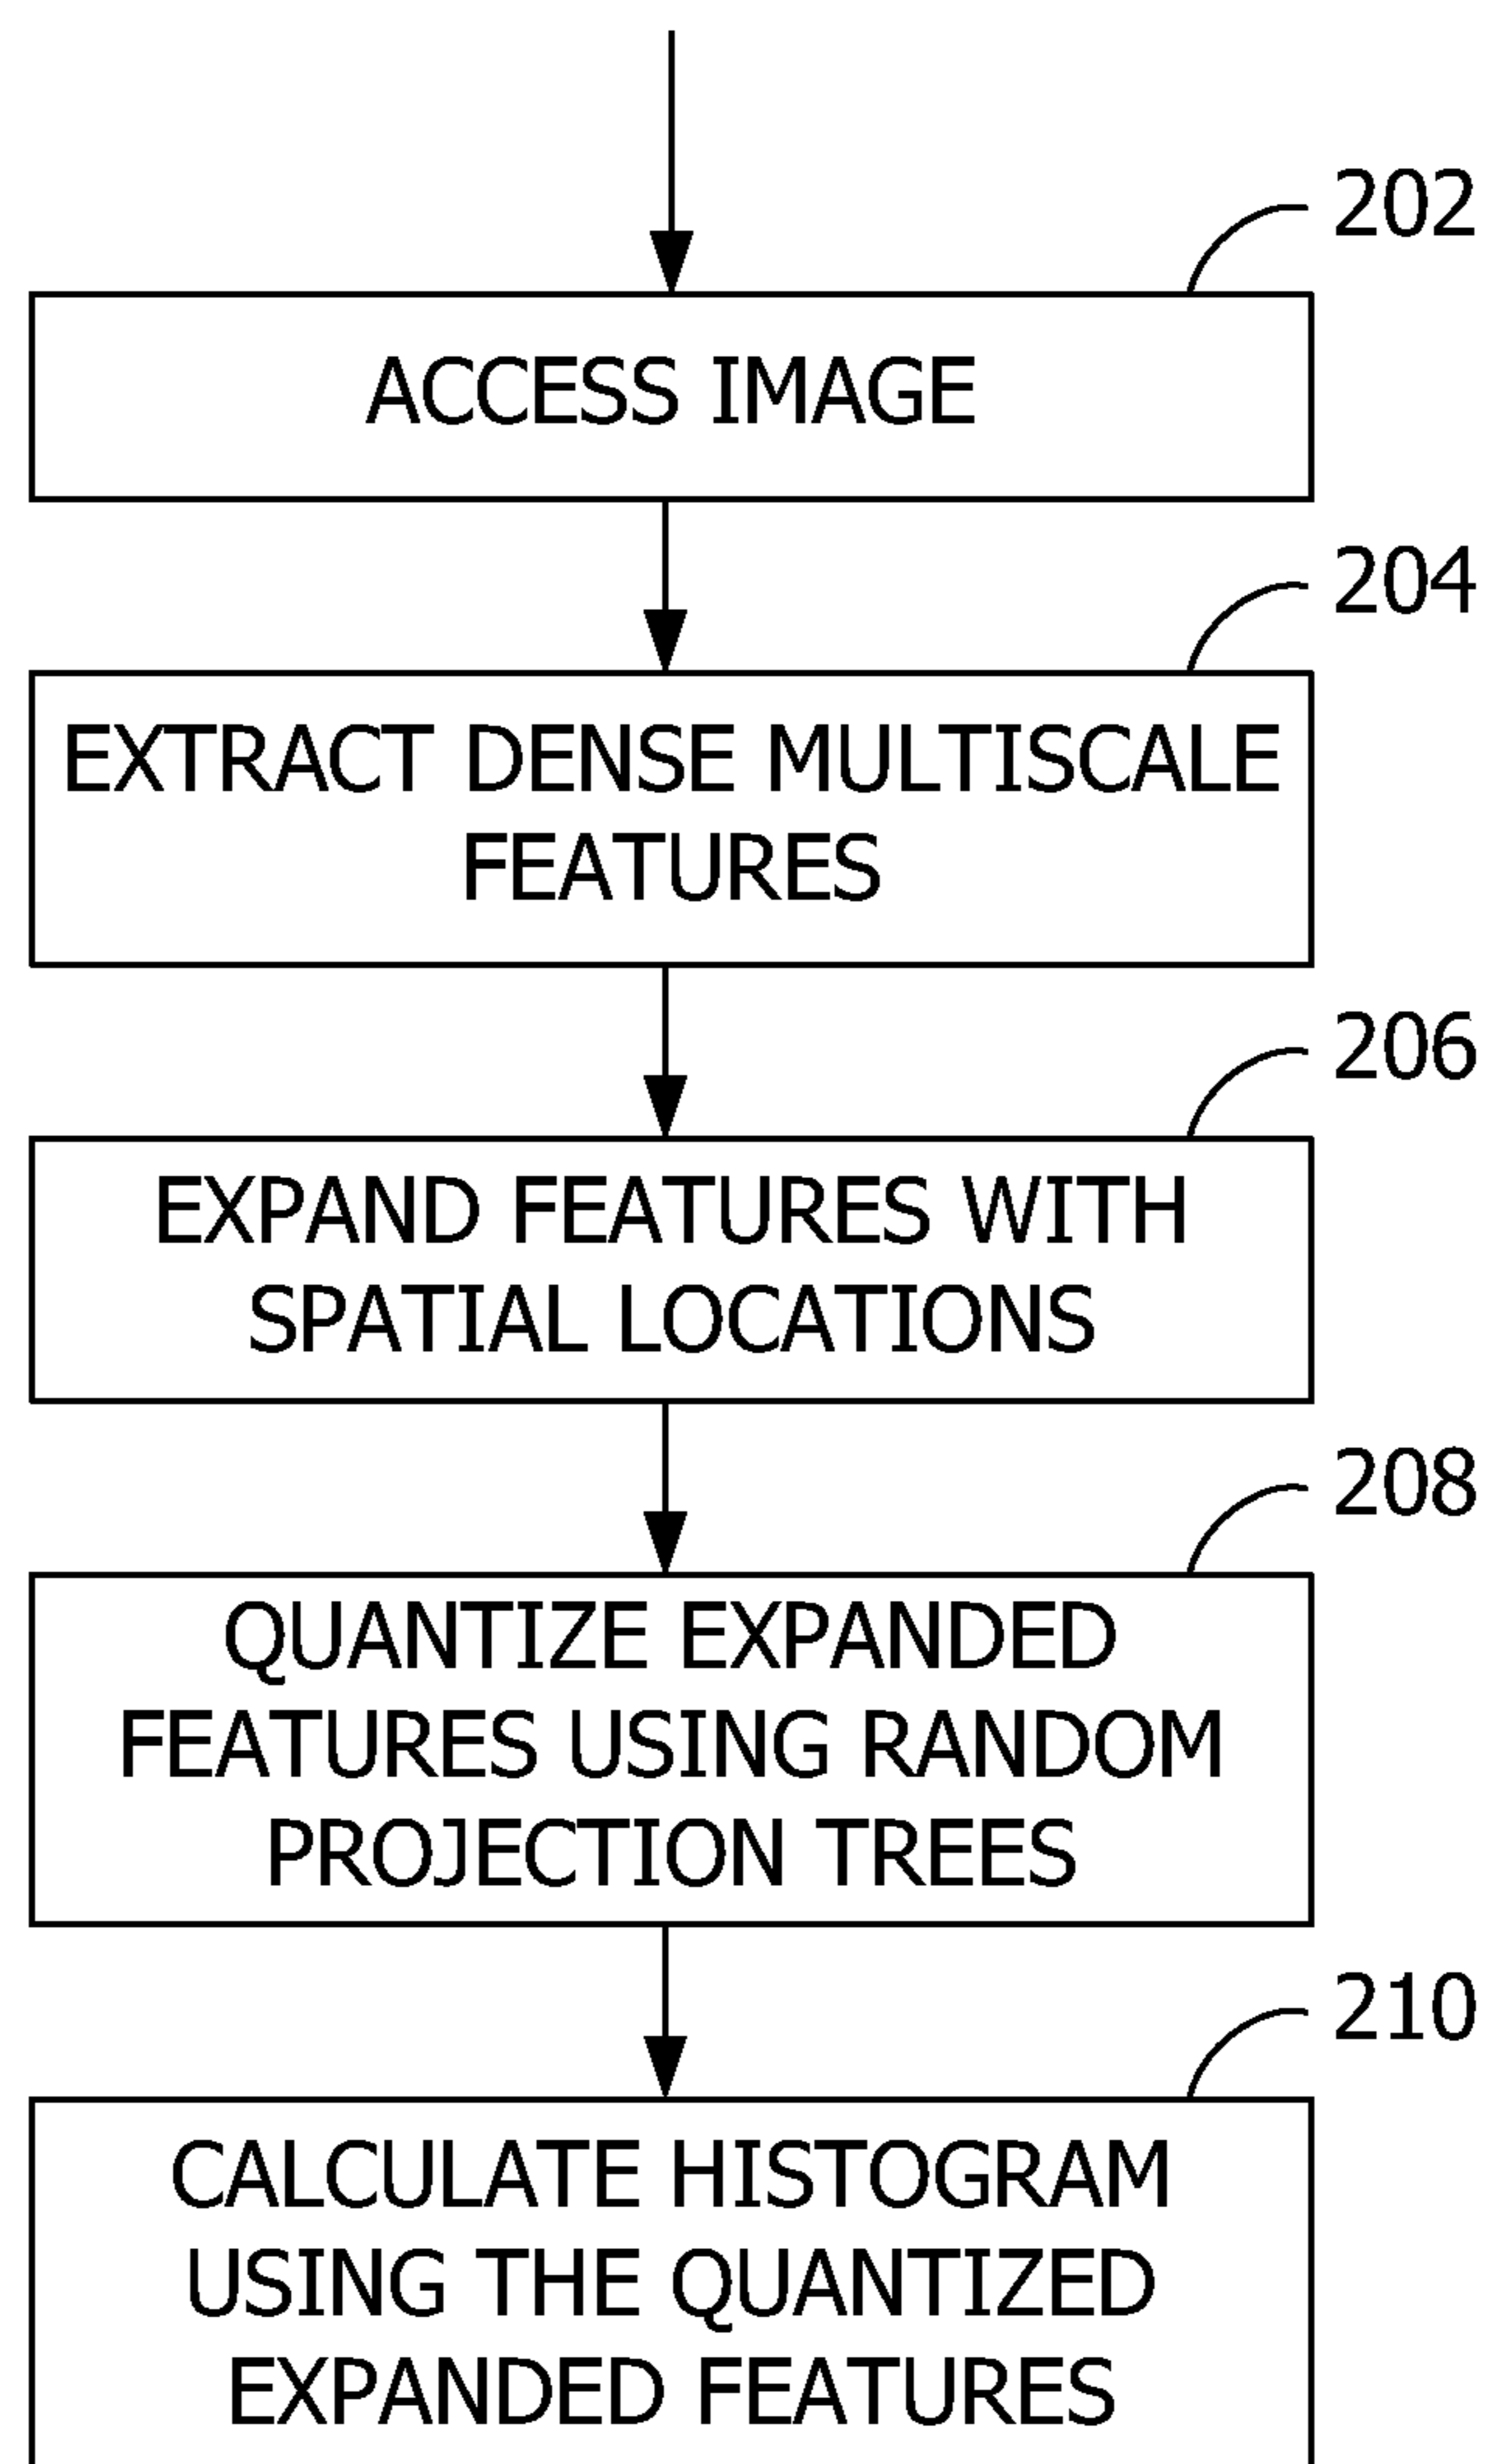 202
ACCESS IMAGE
204
EXTRACT DENSE MULTISCALE
FEATURES
206
EXPAND FEATURES WITH
SPATIAL LOCATIONS
208
QUANTIZE EXPANDED
FEATURES USING RANDOM
PROJECTION TREES
210
CALCULATE HISTOGRAM
USING THE QUANTIZED
EXPANDED FEATURES